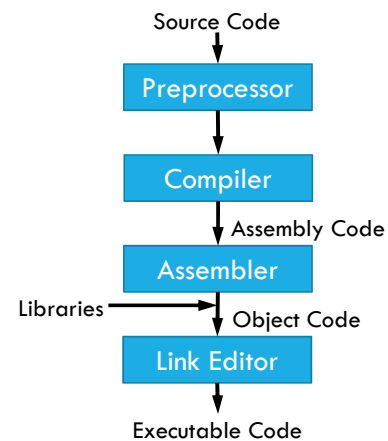 Source Code
Preprocessor
Compiler
Assembly Code
Assembler
Libraries
Object Code
Link Editor
Executable Code